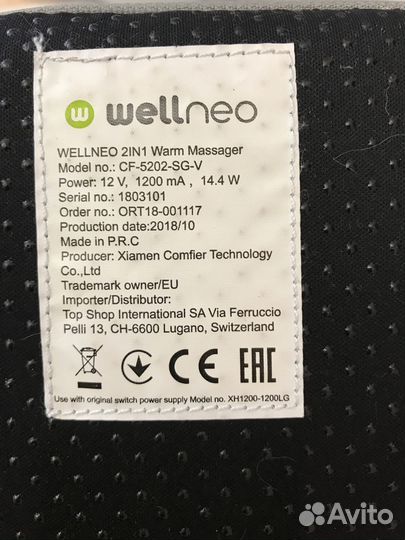 w wellneo
WELLNEO 2IN1 Warm Massager
Model no.: CF-5202-SG-V
Power: 12 V, 1200 mA , 14.4 W
Serial no.: 1803101
Order no.: ORT18-001117
Production date:2018/10
Made in P.R.C
Producer: Xiamen Comfier Technology
Co.,Ltd
Trademark owner/EU
Importer/Distributor:
Top Shop International SA Via Ferruccio
Pelli 13, CH-6600 Lugano, Switzerland
CE EAC
Use with original switch power supply Model no. XH1200-1200LG
Avito